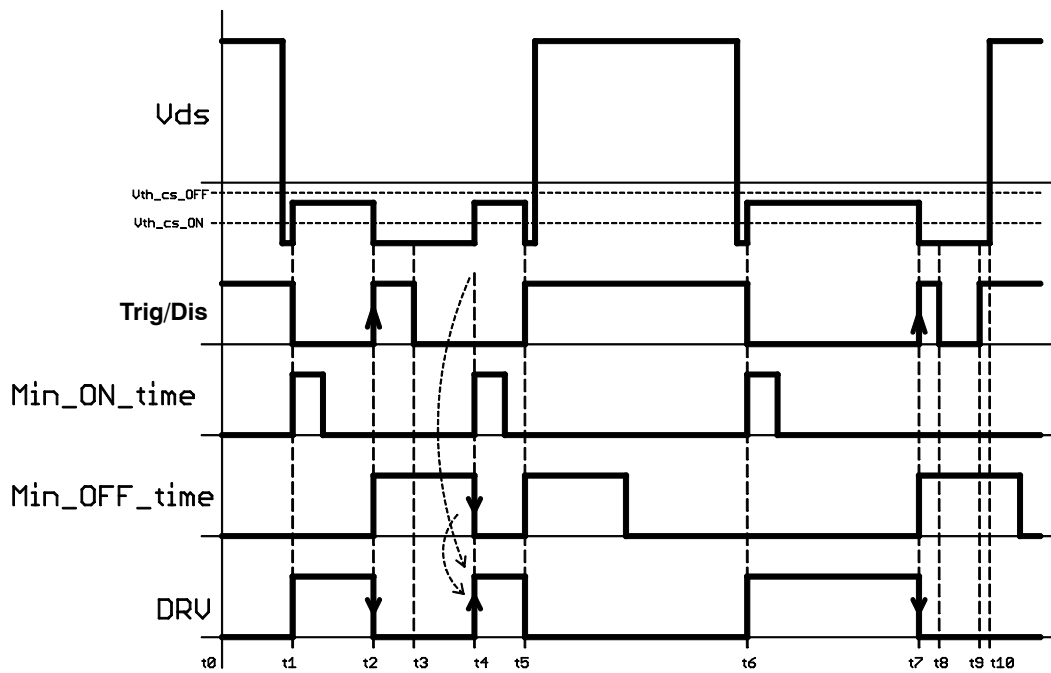 Vds
Vth_cs_OFF
Vth_cs_ON
Trig/Dis
Min_ON_time
Min_OFF_time
DRV
t0 t1 t2 t3 t4 t5 t6 t7 t8 t9 t10